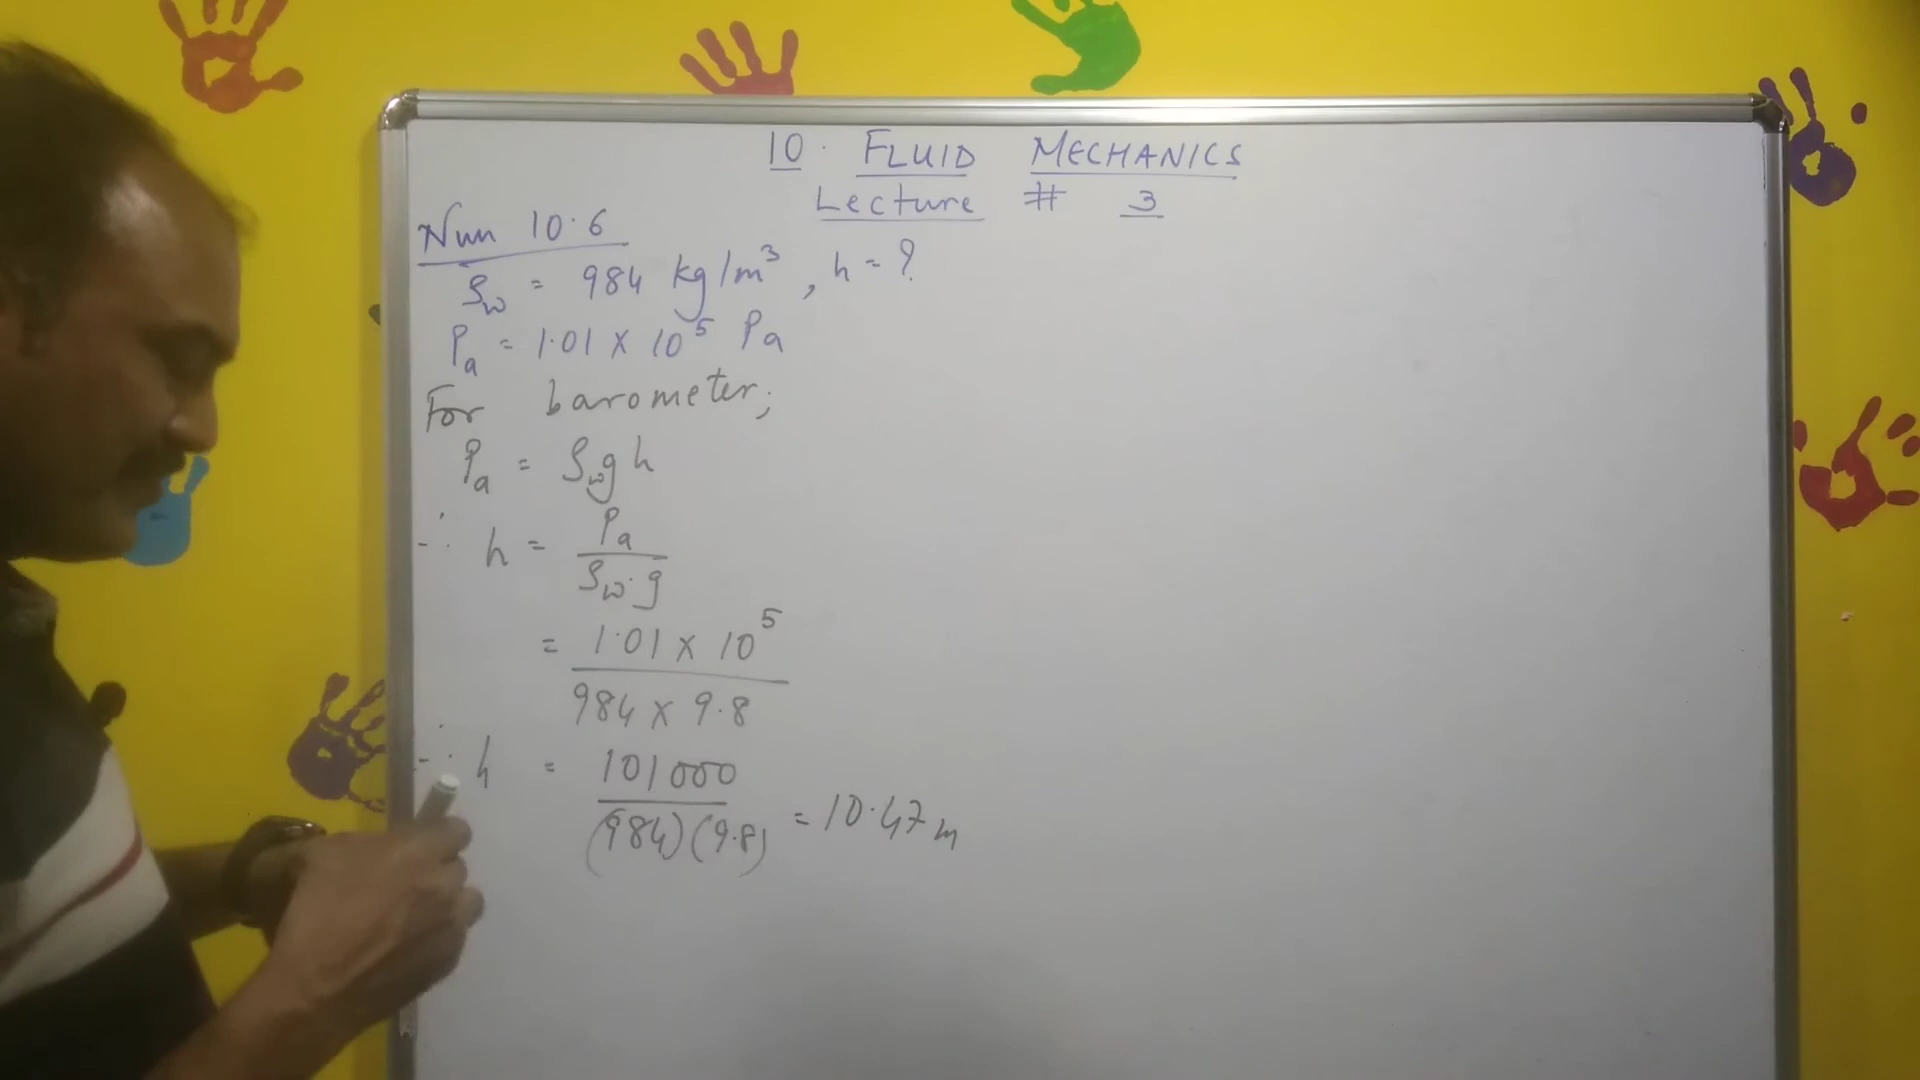 10. FLUID MECHANICS
Lecture # 3
Num 10.6
ρw = 984 kg/m³, h = ?
Pa = 1.01 × 10⁵ Pa
For barometer;
Pa = ρw g h
∴ h = Pa / ρw.g
= 1.01 × 10⁵ / 984 × 9.8
∴ h = 101000 / (984)(9.8) = 10.47 m